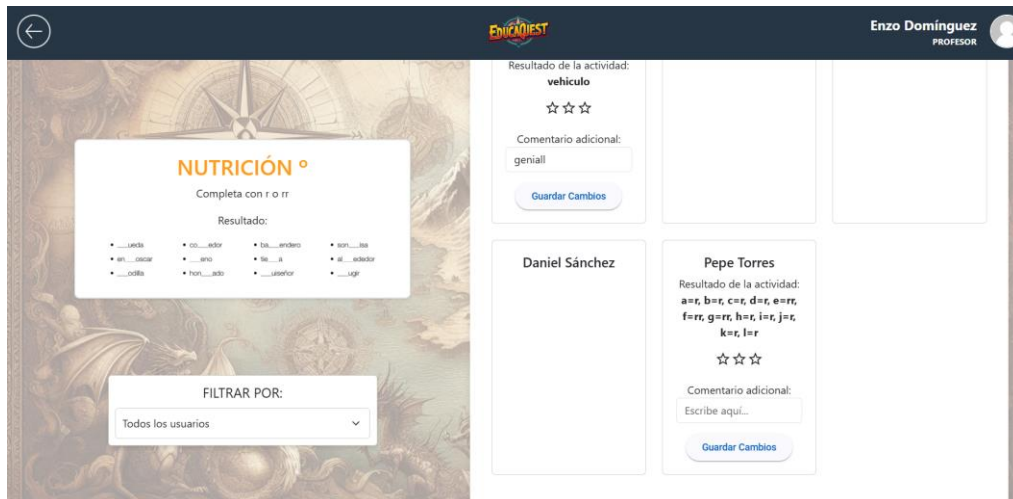 EDUCAQUEST
Enzo Domínguez
PROFESOR
NUTRICIÓN º
Completa con r o rr
Resultado:
• ___ueda • co___edor • ba___endero • son___isa
• en___oscar • ___eno • tie___a • al___ededor
• ___odilla • hon___ado • ___uiseñor • ___ugir
FILTRAR POR:
Todos los usuarios
Resultado de la actividad:
vehiculo
Comentario adicional:
geniall
Guardar Cambios
Daniel Sánchez
Pepe Torres
Resultado de la actividad:
a=r, b=r, c=r, d=r, e=rr,
f=rr, g=rr, h=r, i=r, j=r,
k=r, l=r
Comentario adicional:
Escribe aquí...
Guardar Cambios